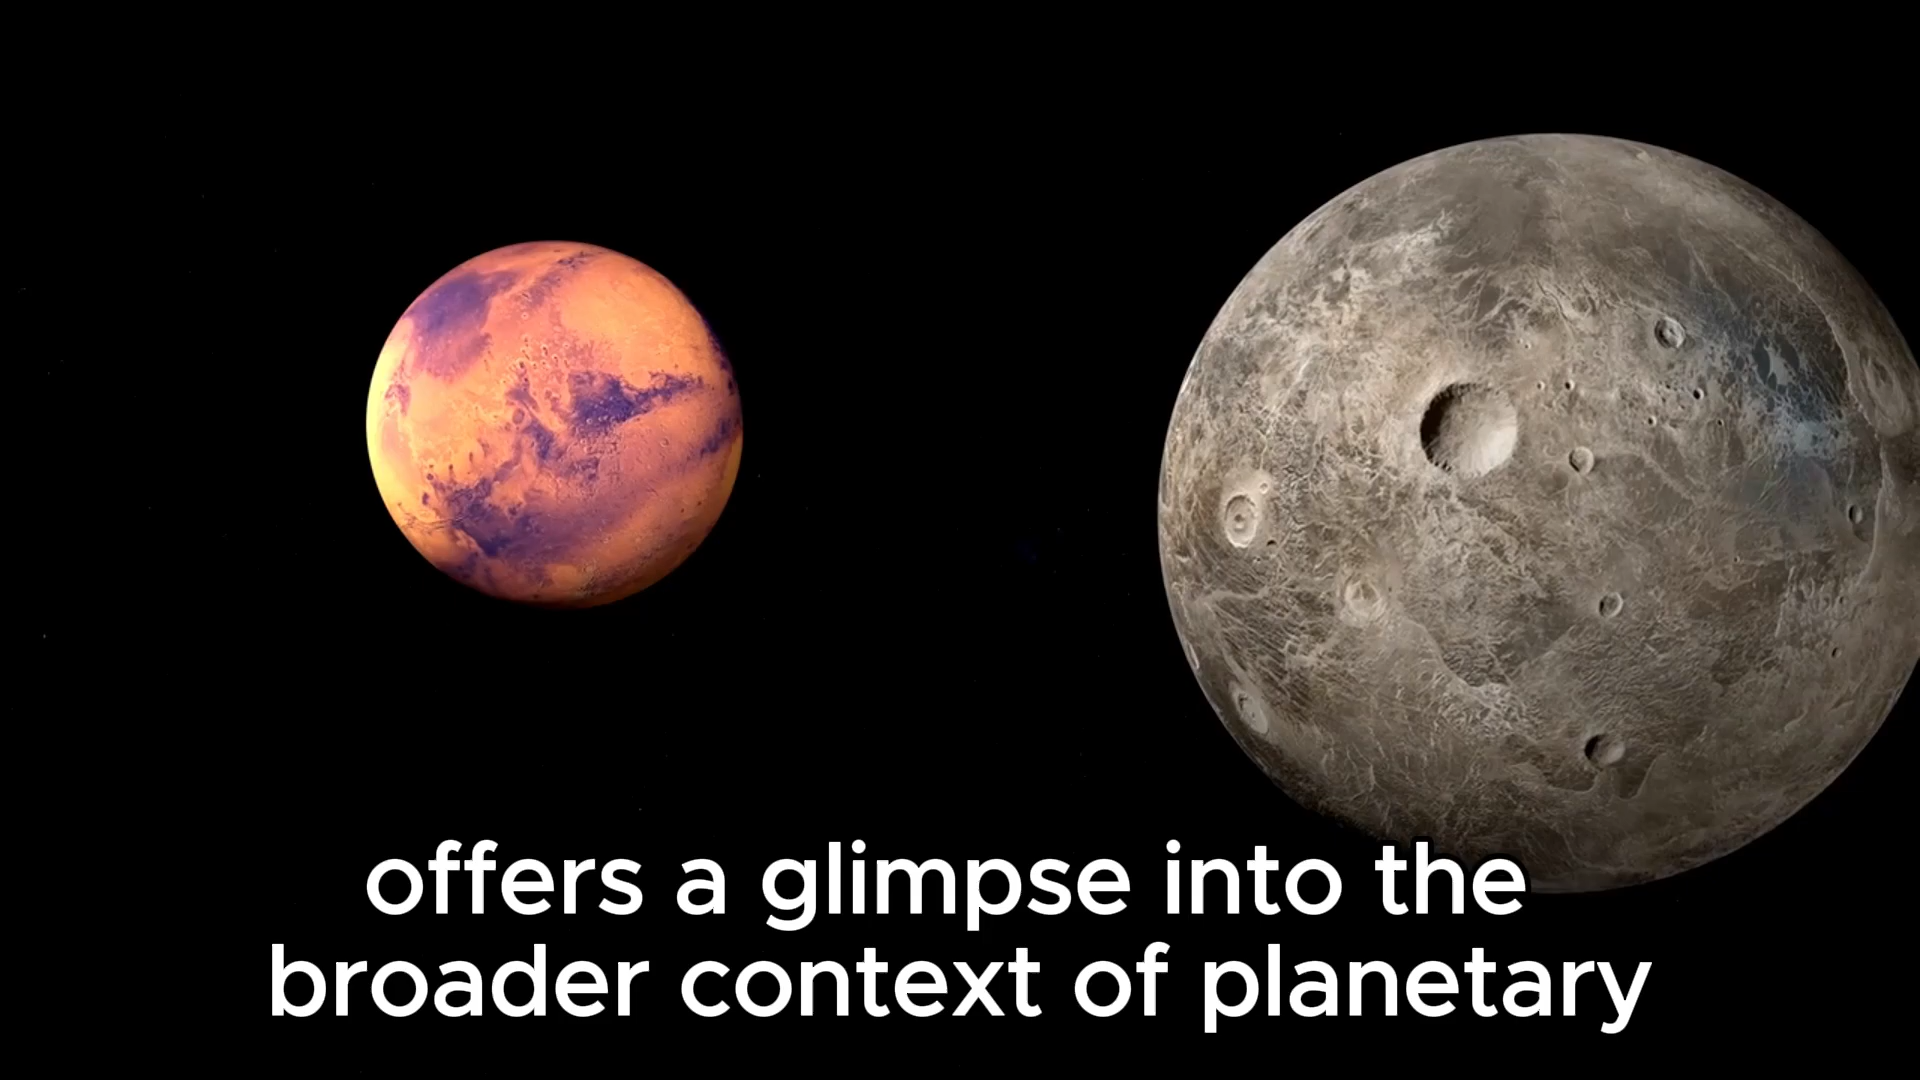 offers a glimpse into the
broader context of planetary